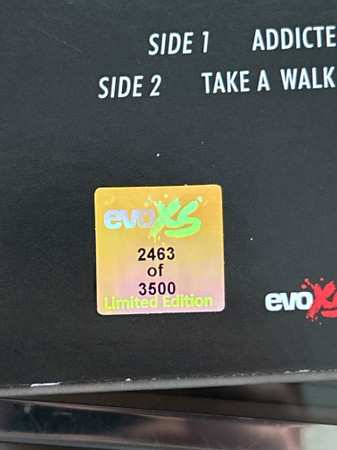 SIDE 1 ADDICTE
SIDE 2 TAKE A WALK
evoXS
2463
of
3500
Limited Edition
evoXS